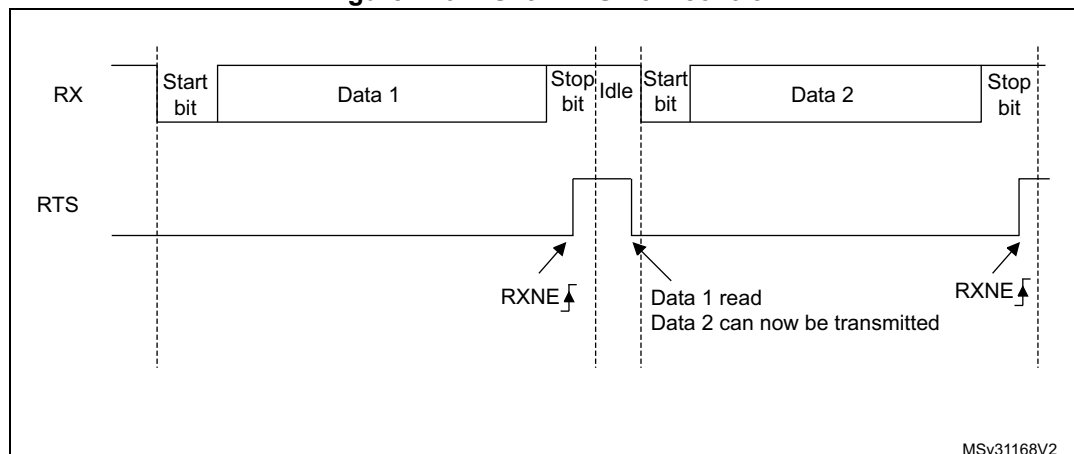 RX
Start
bit
Data 1
Stop
bit
Idle
Start
bit
Data 2
Stop
bit
RTS
RXNE
Data 1 read
Data 2 can now be transmitted
RXNE
MSv31168V2